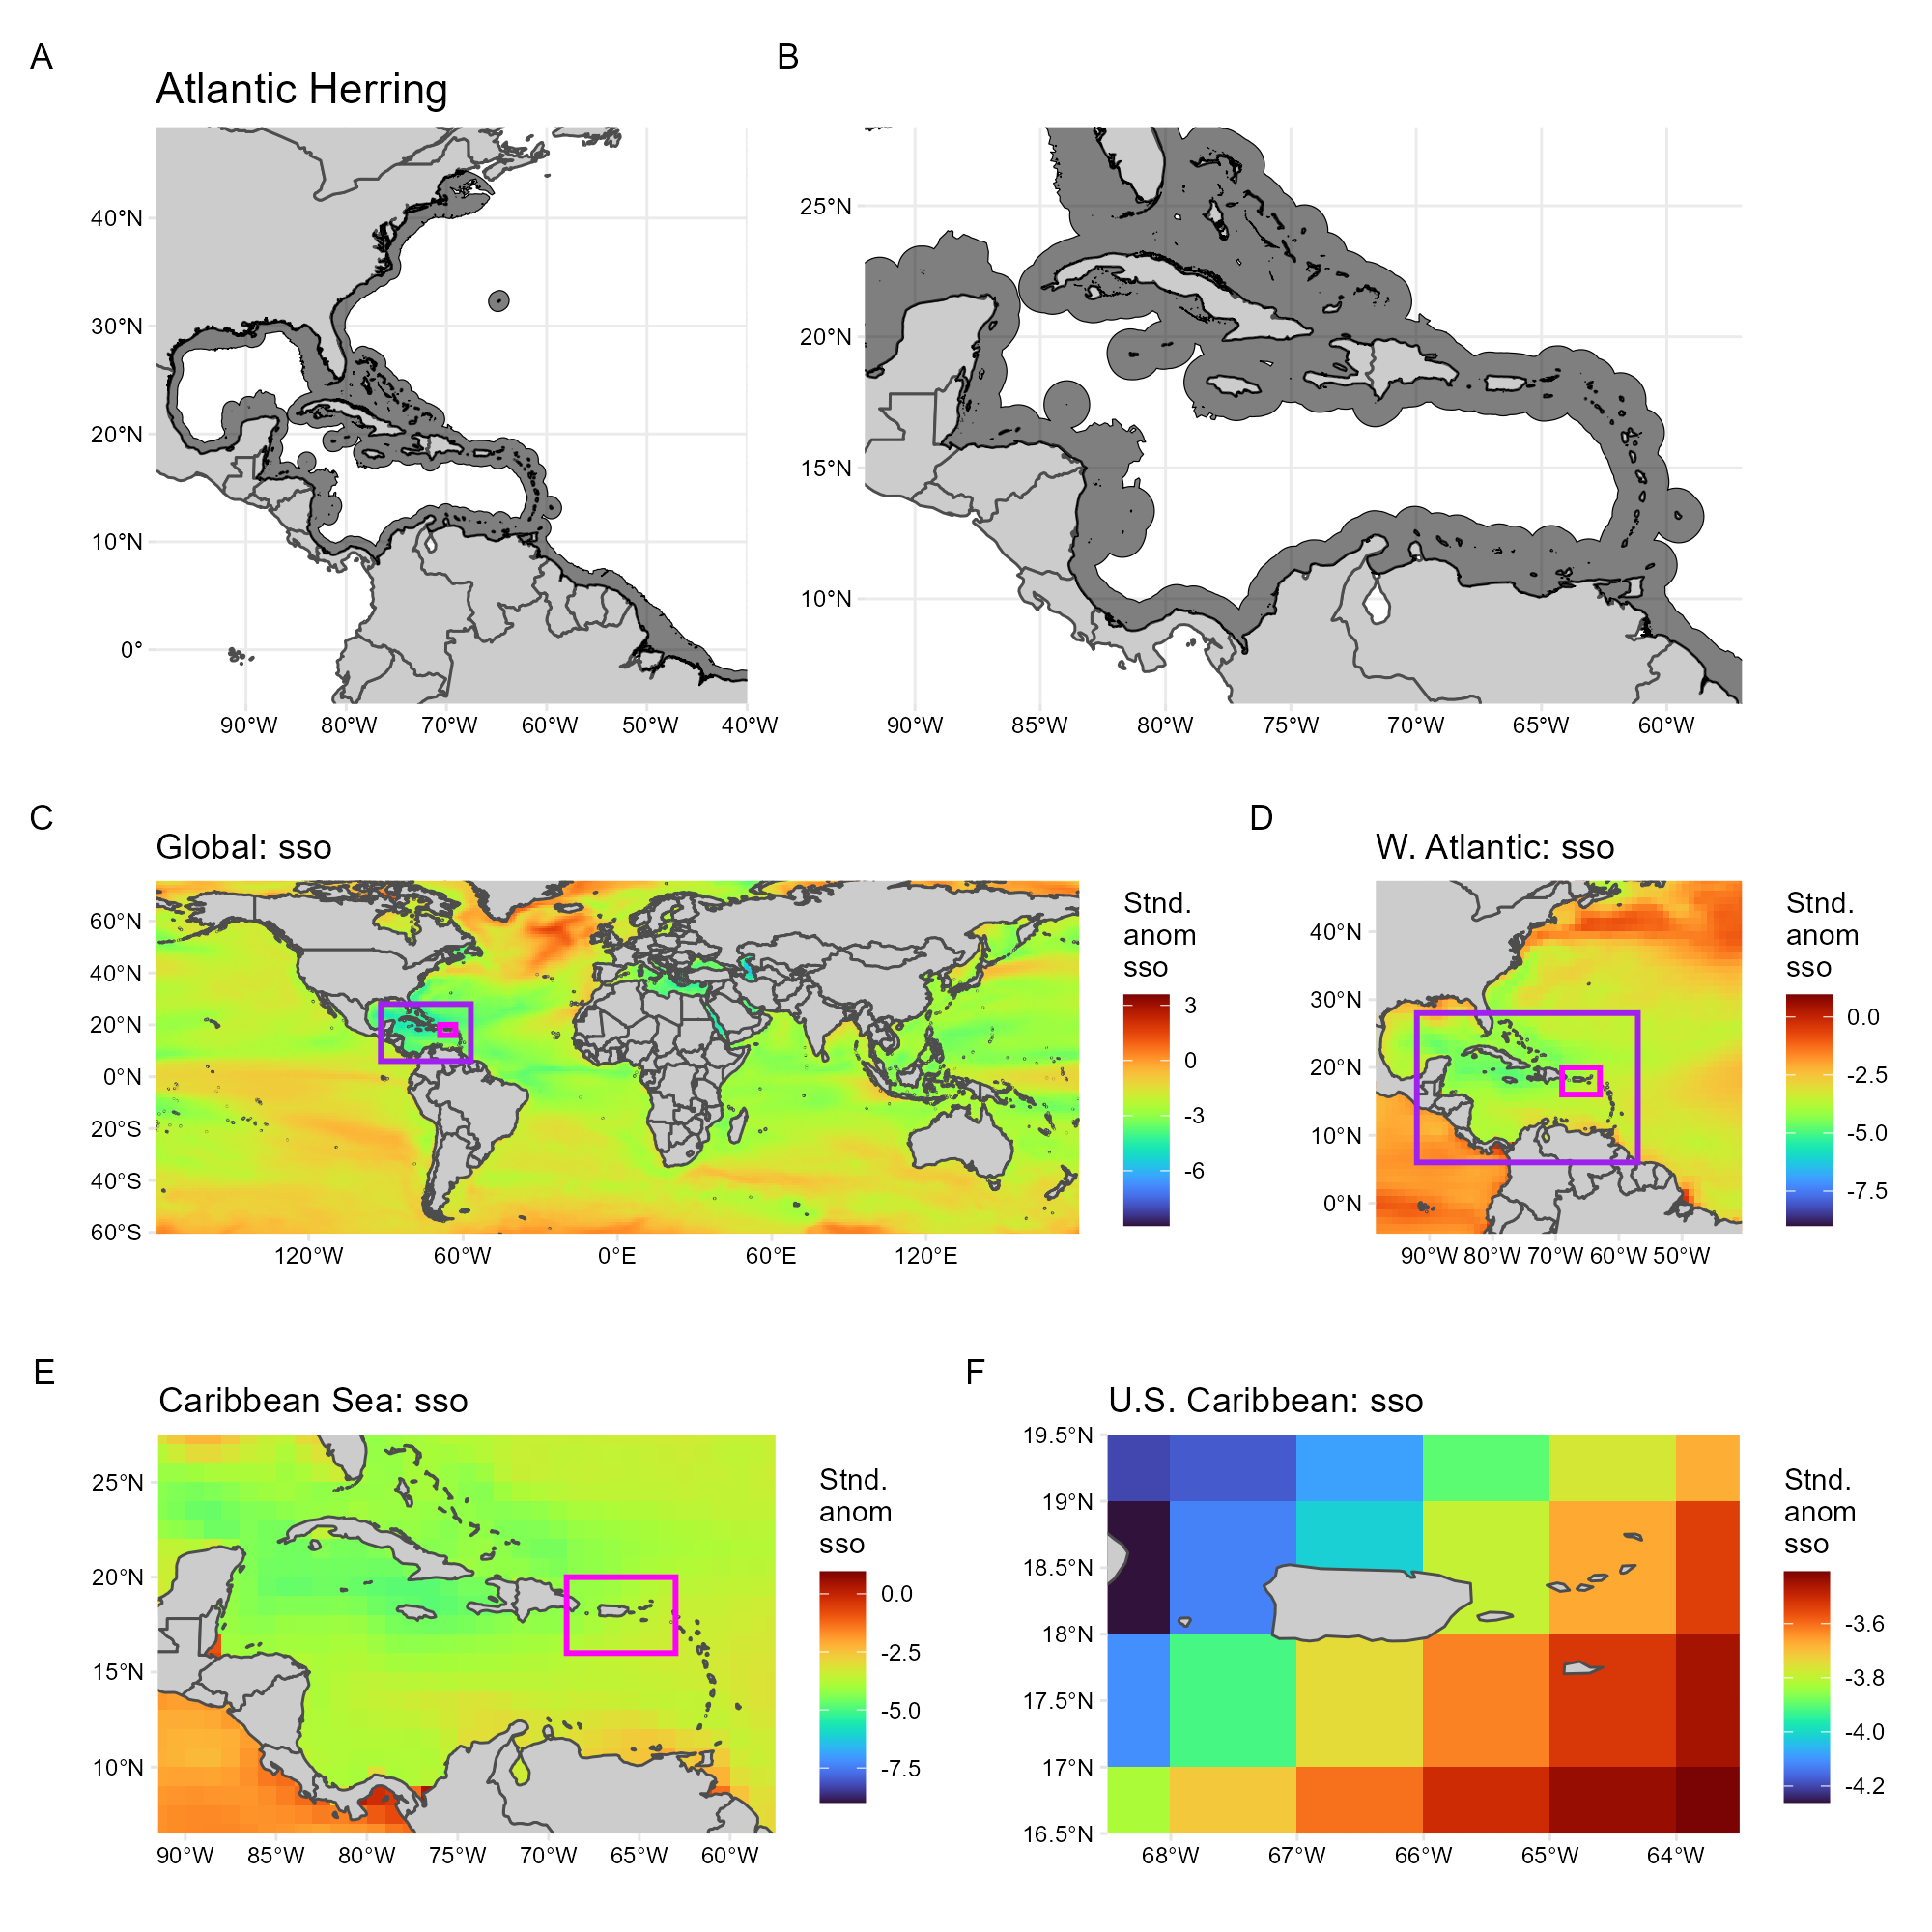 A
Atlantic Herring
40°N
30°N
20°N
10°N
0°
90°W 80°W 70°W 60°W 50°W 40°W
B
25°N
20°N
15°N
10°N
90°W 85°W 80°W 75°W 70°W 65°W 60°W
C
Global: sso
60°N
40°N
20°N
0°N
20°S
40°S
60°S
120°W 60°W 0°E 60°E 120°E
Stnd.
anom
sso
3
0
-3
-6
D
W. Atlantic: sso
40°N
30°N
20°N
10°N
0°N
90°W 80°W 70°W 60°W 50°W
Stnd.
anom
sso
0.0
-2.5
-5.0
-7.5
E
Caribbean Sea: sso
25°N
20°N
15°N
10°N
90°W 85°W 80°W 75°W 70°W 65°W 60°W
Stnd.
anom
sso
0.0
-2.5
-5.0
-7.5
F
U.S. Caribbean: sso
19.5°N
19°N
18.5°N
18°N
17.5°N
17°N
16.5°N
68°W 67°W 66°W 65°W 64°W
Stnd.
anom
sso
-3.6
-3.8
-4.0
-4.2